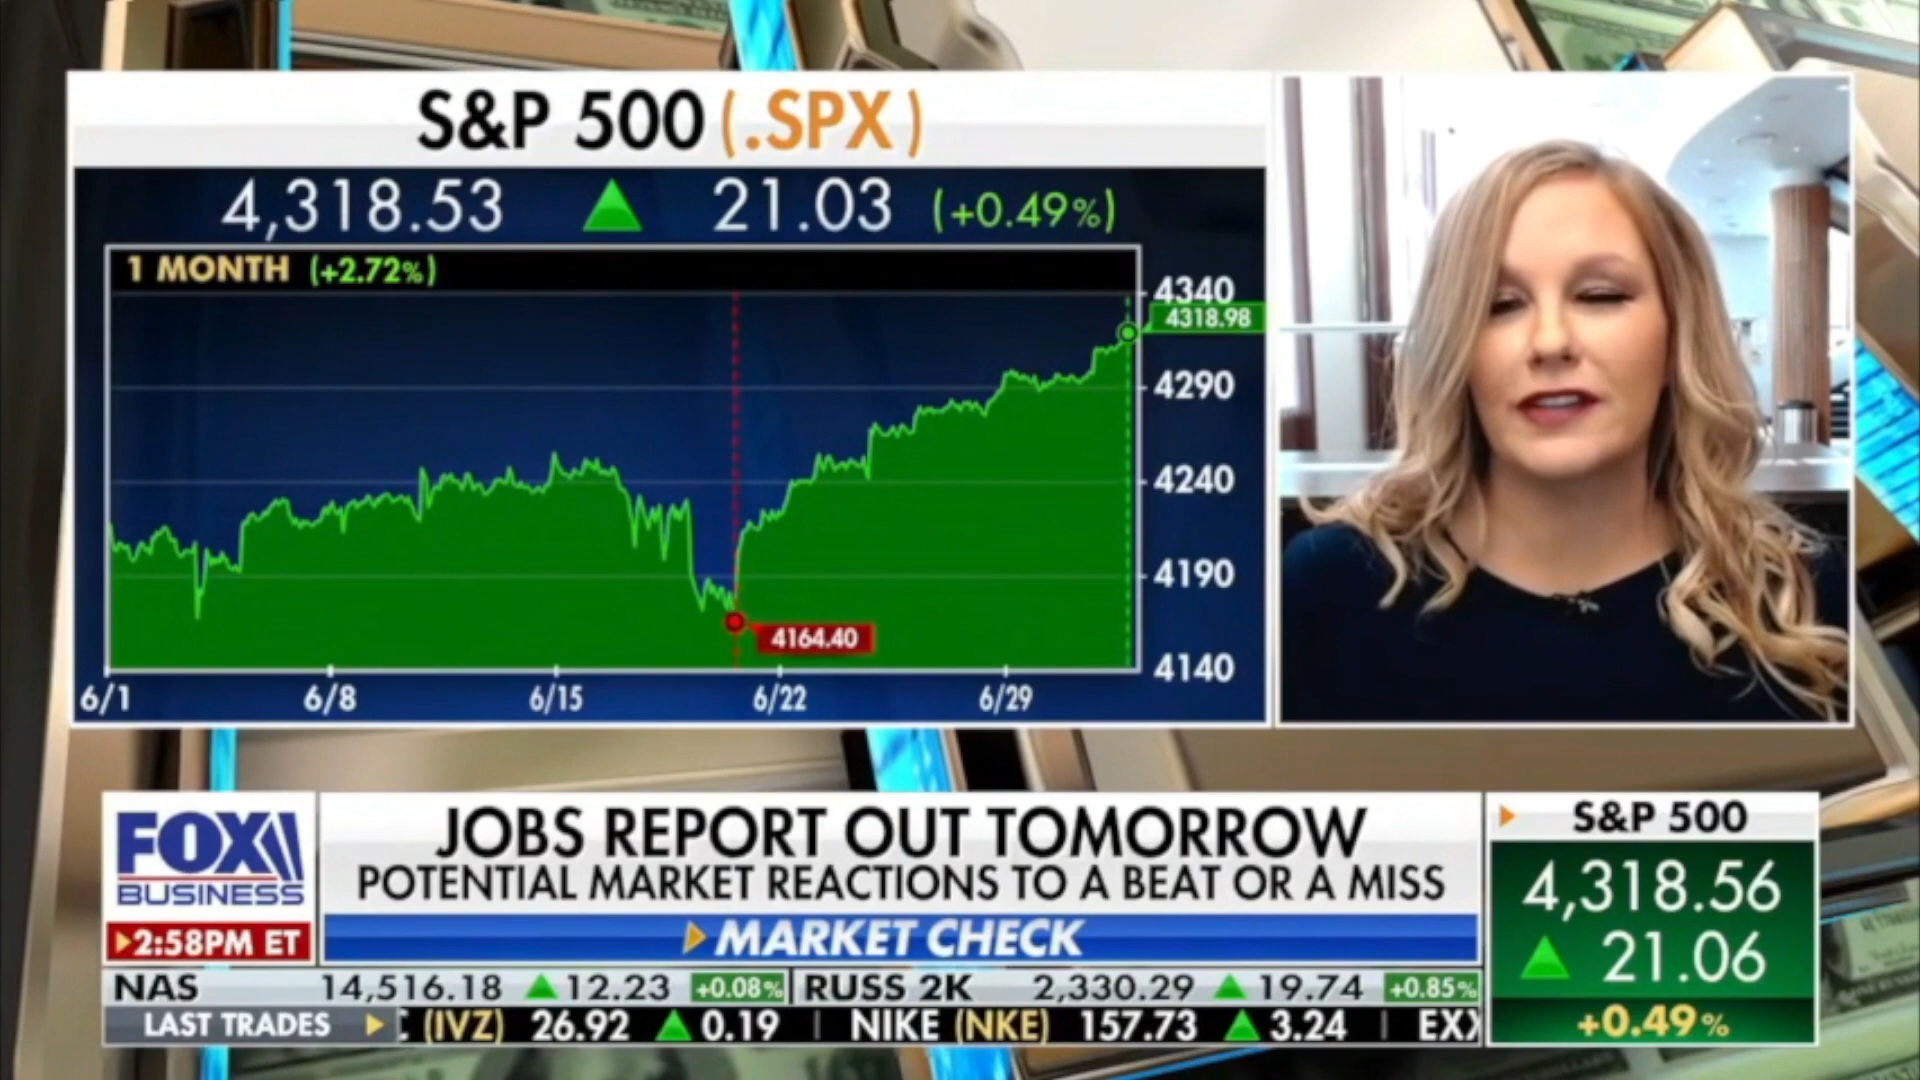 S&P 500 (.SPX)
4,318.53 ▲ 21.03 (+0.49%)
1 MONTH (+2.72%)
4340
4318.98
4290
4240
4190
4164.40
4140
6/1 6/8 6/15 6/22 6/29
FOX BUSINESS
2:58PM ET
JOBS REPORT OUT TOMORROW
POTENTIAL MARKET REACTIONS TO A BEAT OR A MISS
MARKET CHECK
S&P 500
4,318.56
▲ 21.06
+0.49%
NAS 14,516.18 ▲ 12.23 +0.08% RUSS 2K 2,330.29 ▲ 19.74 +0.85%
LAST TRADES (IVZ) 26.92 ▲ 0.19 | NIKE (NKE) 157.73 ▲ 3.24 |